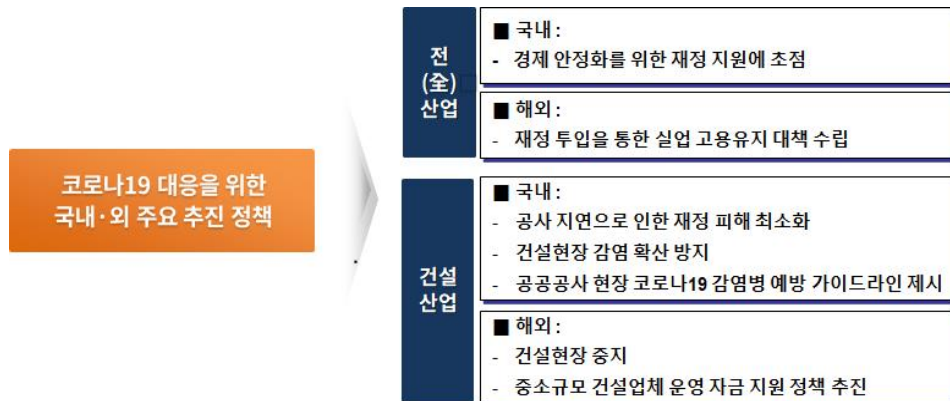 코로나19 대응을 위한
국내·외 주요 추진 정책
전
(全)
산업
■ 국내 :
- 경제 안정화를 위한 재정 지원에 초점
■ 해외 :
- 재정 투입을 통한 실업 고용유지 대책 수립
건설
산업
■ 국내 :
- 공사 지연으로 인한 재정 피해 최소화
- 건설현장 감염 확산 방지
- 공공공사 현장 코로나19 감염병 예방 가이드라인 제시
■ 해외 :
- 건설현장 중지
- 중소규모 건설업체 운영 자금 지원 정책 추진